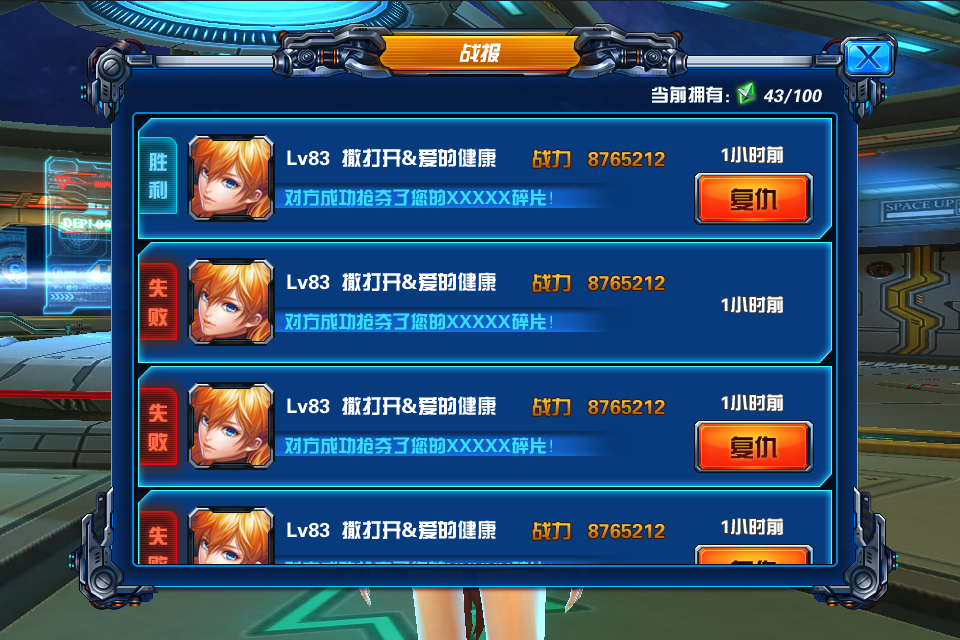 战报
当前拥有: 43/100
胜利
Lv83 撒打开&爱的健康 战力 8765212 1小时前
对方成功抢夺了您的XXXXX碎片!
复仇
失败
Lv83 撒打开&爱的健康 战力 8765212
对方成功抢夺了您的XXXXX碎片!
1小时前
失败
Lv83 撒打开&爱的健康 战力 8765212 1小时前
对方成功抢夺了您的XXXXX碎片!
复仇
失败
Lv83 撒打开&爱的健康 战力 8765212 1小时前
SPACE UP